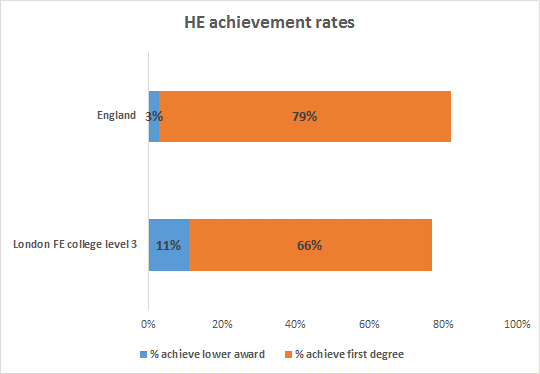 HE achievement rates
England
3%
79%
London FE college level 3
11%
66%
0% 20% 40% 60% 80% 100%
% achieve lower award % achieve first degree